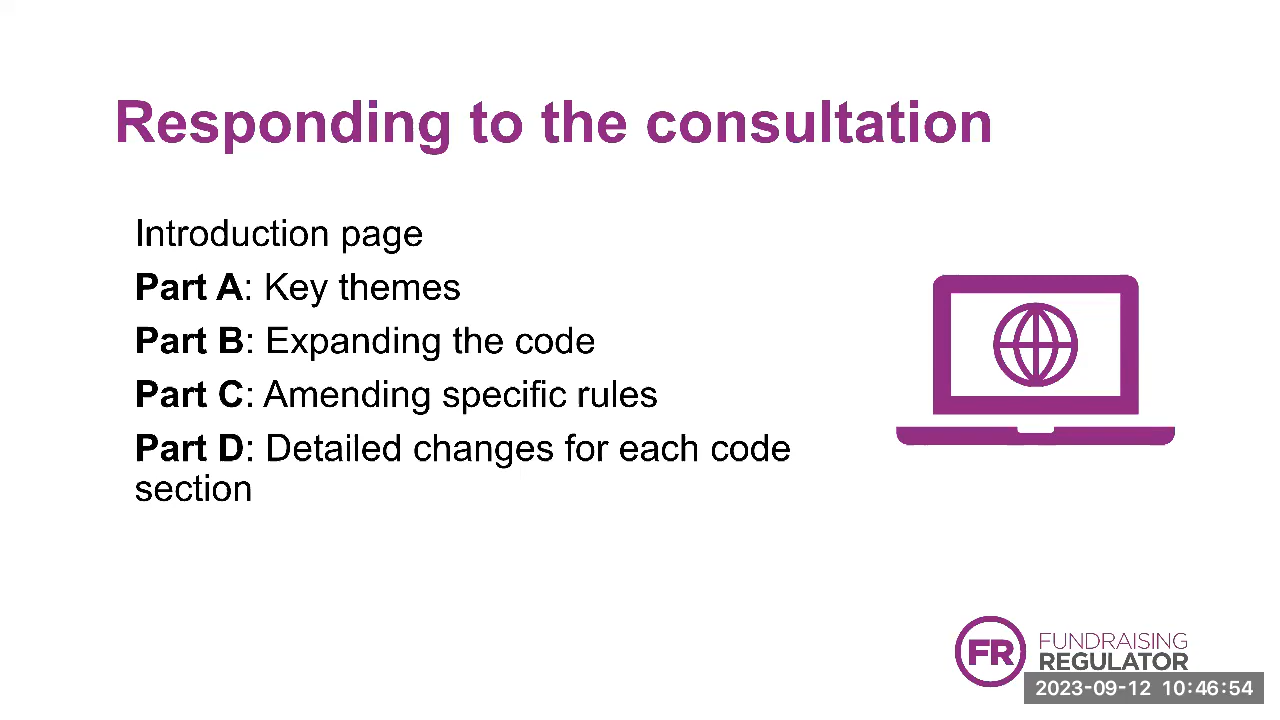 Responding to the consultation
Introduction page
Part A: Key themes
Part B: Expanding the code
Part C: Amending specific rules
Part D: Detailed changes for each code
section
FR
FUNDRAISING
REGULATOR
2023-09-12 10:46:54